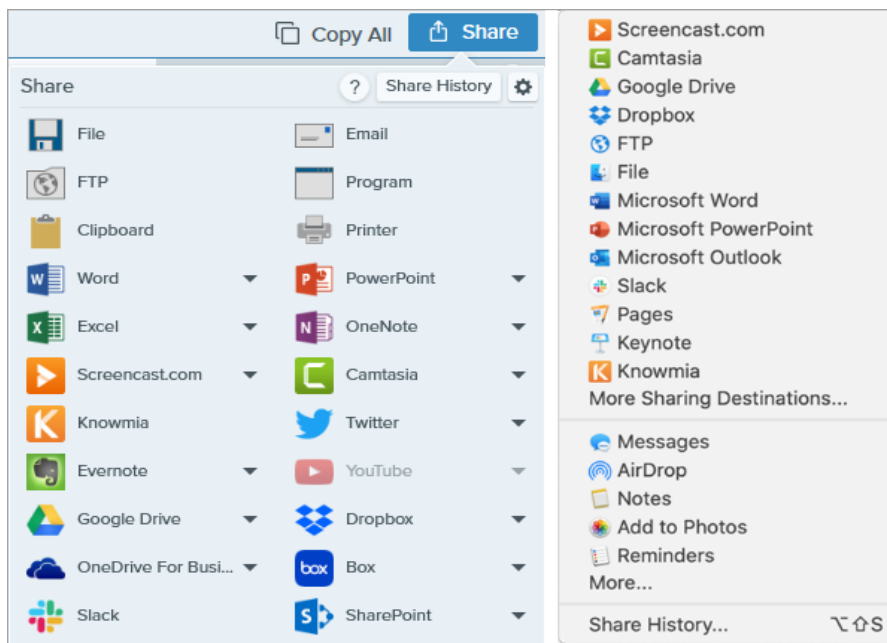 Copy All Share
Share ? Share History
File Email
FTP Program
Clipboard Printer
Word PowerPoint
Excel OneNote
Screencast.com Camtasia
Knowmia Twitter
Evernote YouTube
Google Drive Dropbox
OneDrive For Busi... box Box
Slack SharePoint
Screencast.com
Camtasia
Google Drive
Dropbox
FTP
File
Microsoft Word
Microsoft PowerPoint
Microsoft Outlook
Slack
Pages
Keynote
Knowmia
More Sharing Destinations...
Messages
AirDrop
Notes
Add to Photos
Reminders
More...
Share History... ⌥⇧S